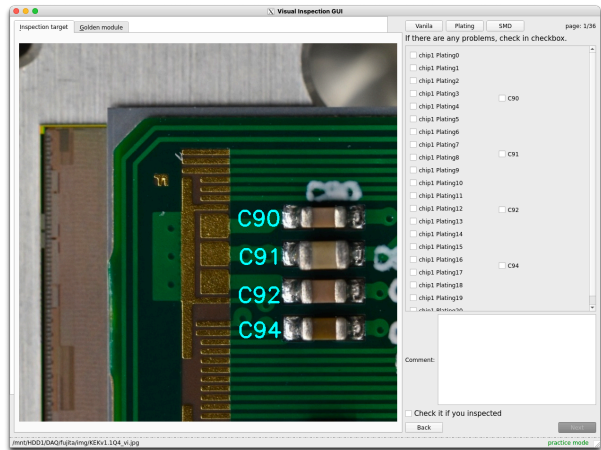 Visual Inspection GUI
Inspection target
Golden module
Vanila
Plating
SMD
page: 1/36
If there are any problems, check in checkbox.
chip1 Plating0
chip1 Plating1
chip1 Plating2
chip1 Plating3
chip1 Plating4
chip1 Plating5
chip1 Plating6
chip1 Plating7
chip1 Plating8
chip1 Plating9
chip1 Plating10
chip1 Plating11
chip1 Plating12
chip1 Plating13
chip1 Plating14
chip1 Plating15
chip1 Plating16
chip1 Plating17
chip1 Plating18
chip1 Plating19
chip1 Plating20
C90
C91
C92
C94
C90
C91
C92
C94
Comment:
Check it if you inspected
Back
Next
/mnt/HDD1/DAQ/fujita/img/KEKv1.1Q4_vi.jpg
practice mode